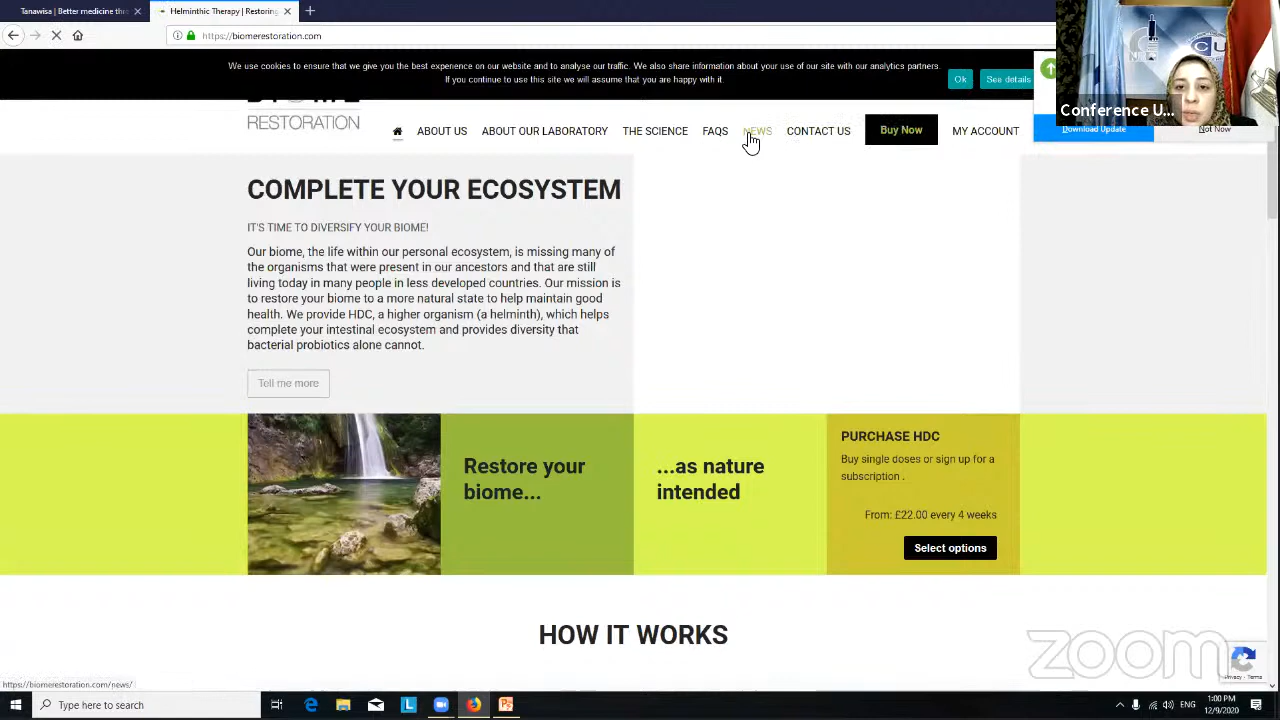 Tanawisa | Better medicine thr
Helminthic Therapy | Restoring
https://biomerestoration.com
We use cookies to ensure that we give you the best experience on our website and to analyse our traffic. We also share information about your use of our site with our analytics partners.
If you continue to use this site we will assume that you are happy with it.
Ok
See details
Conference U...
Download Update
Not Now
RESTORATION
ABOUT US
ABOUT OUR LABORATORY
THE SCIENCE
FAQS
NEWS
CONTACT US
Buy Now
MY ACCOUNT
COMPLETE YOUR ECOSYSTEM
IT'S TIME TO DIVERSIFY YOUR BIOME!
Our biome, the life within our personal ecosystem, is missing many of
the organisms that were present in our ancestors and that are still
living today in many people in less developed countries. Our mission is
to restore your biome to a more natural state to help maintain good
health. We provide HDC, a higher organism (a helminth), which helps
complete your intestinal ecosystem and provides diversity that
bacterial probiotics alone cannot.
Tell me more
Restore your
biome...
...as nature
intended
PURCHASE HDC
Buy single doses or sign up for a
subscription .
From: £22.00 every 4 weeks
Select options
HOW IT WORKS
zoom
Privacy - Terms
https://biomerestoration.com/news/
Type here to search
1:00 PM
12/9/2020